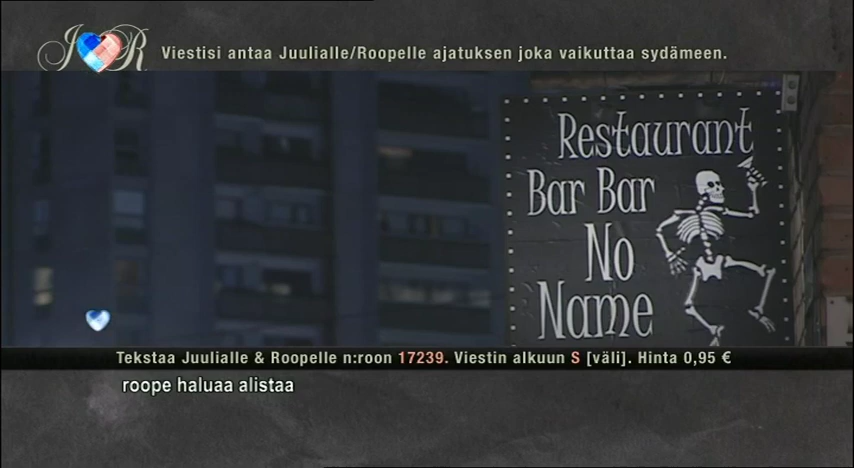 J R
Viestisi antaa Juulialle/Roopelle ajatuksen joka vaikuttaa sydämeen.
Restaurant
Bar Bar
No
Name
Tekstaa Juulialle & Roopelle n:roon 17239. Viestin alkuun S [väli]. Hinta 0,95 €
roope haluaa alistaa